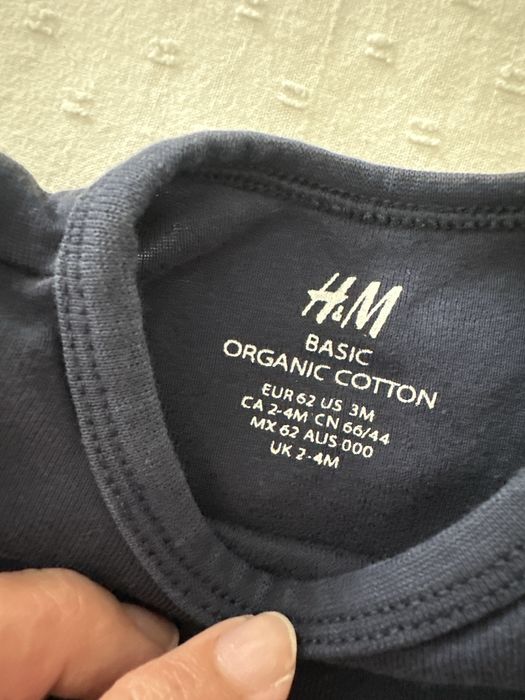 H&M
BASIC
ORGANIC COTTON
EUR 62 US 3M
CA 2-4M CN 66/44
MX 62 AUS 000
UK 2-4M